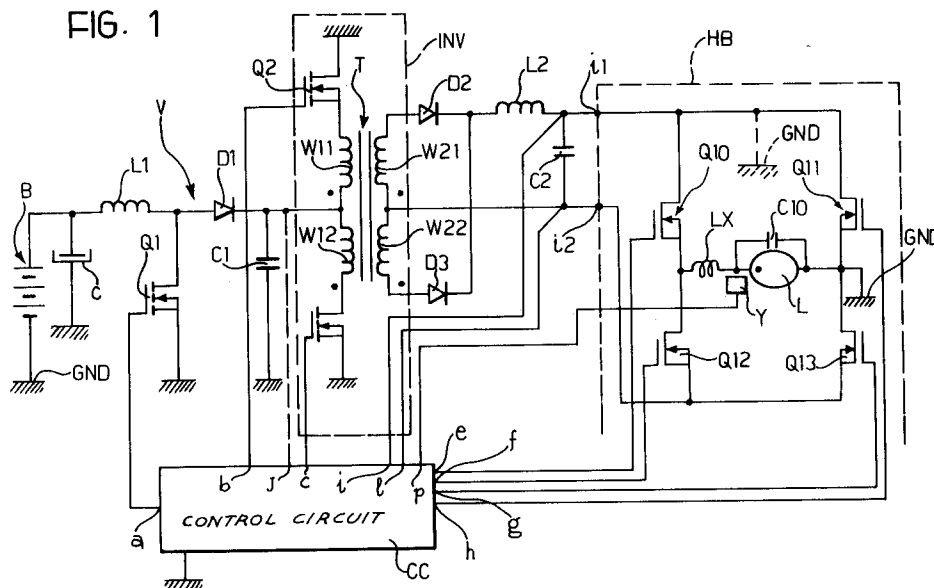 FIG. 1
INV
HB
Q2
T
D2
L2
i1
V
L1
D1
W11
W21
C2
GND
Q10
Q11
B
Q1
C
C1
W12
W22
i2
LX
C10
GND
D3
Y
L
GND
Q12
Q13
e
f
b
J
c
i
l
p
g
a
CONTROL CIRCUIT
h
CC